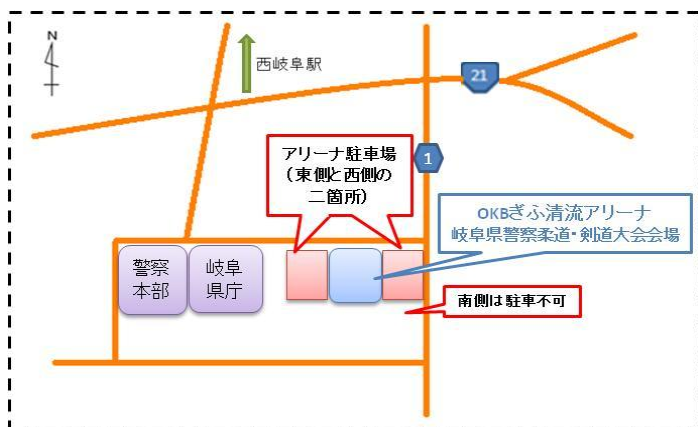 N
西岐阜駅
21
アリーナ駐車場
（東側と西側の
二箇所）
1
OKBぎふ清流アリーナ
岐阜県警察柔道・剣道大会会場
警察
本部
岐阜
県庁
南側は駐車不可